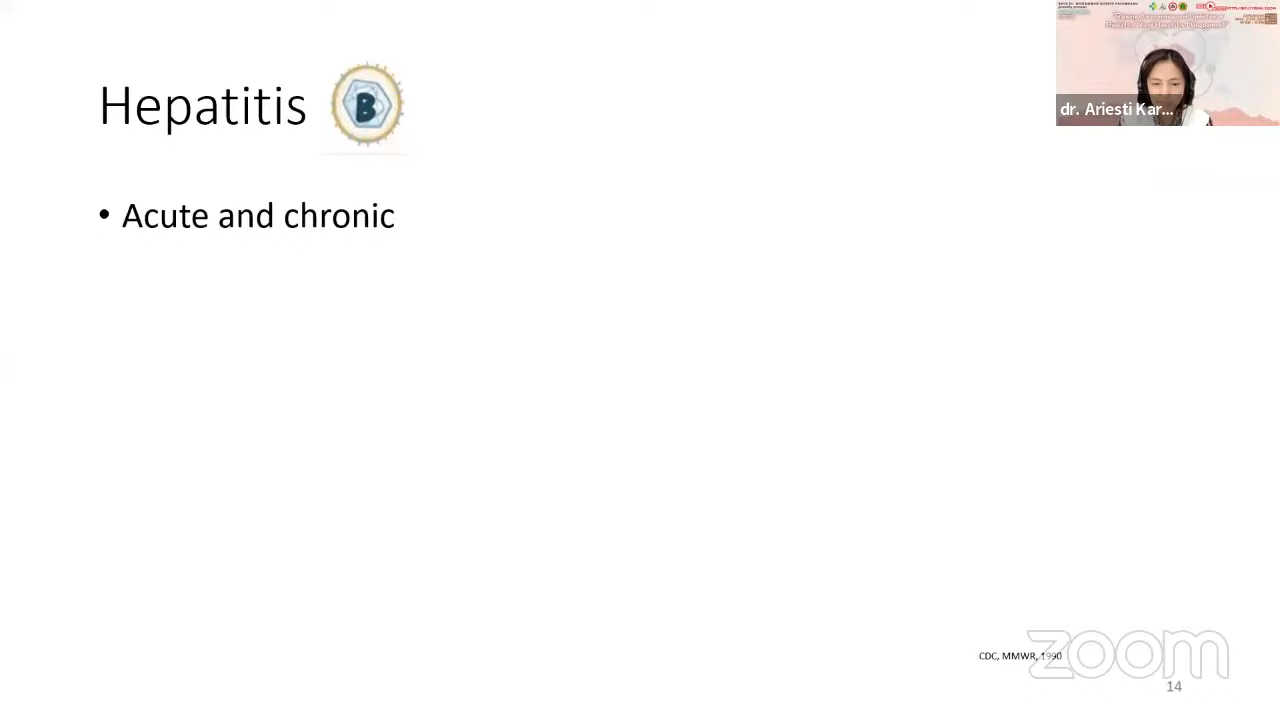 Hepatitis B
• Acute and chronic
dr. Ariesti Kar...
CDC, MMWR, 1990
zoom
14